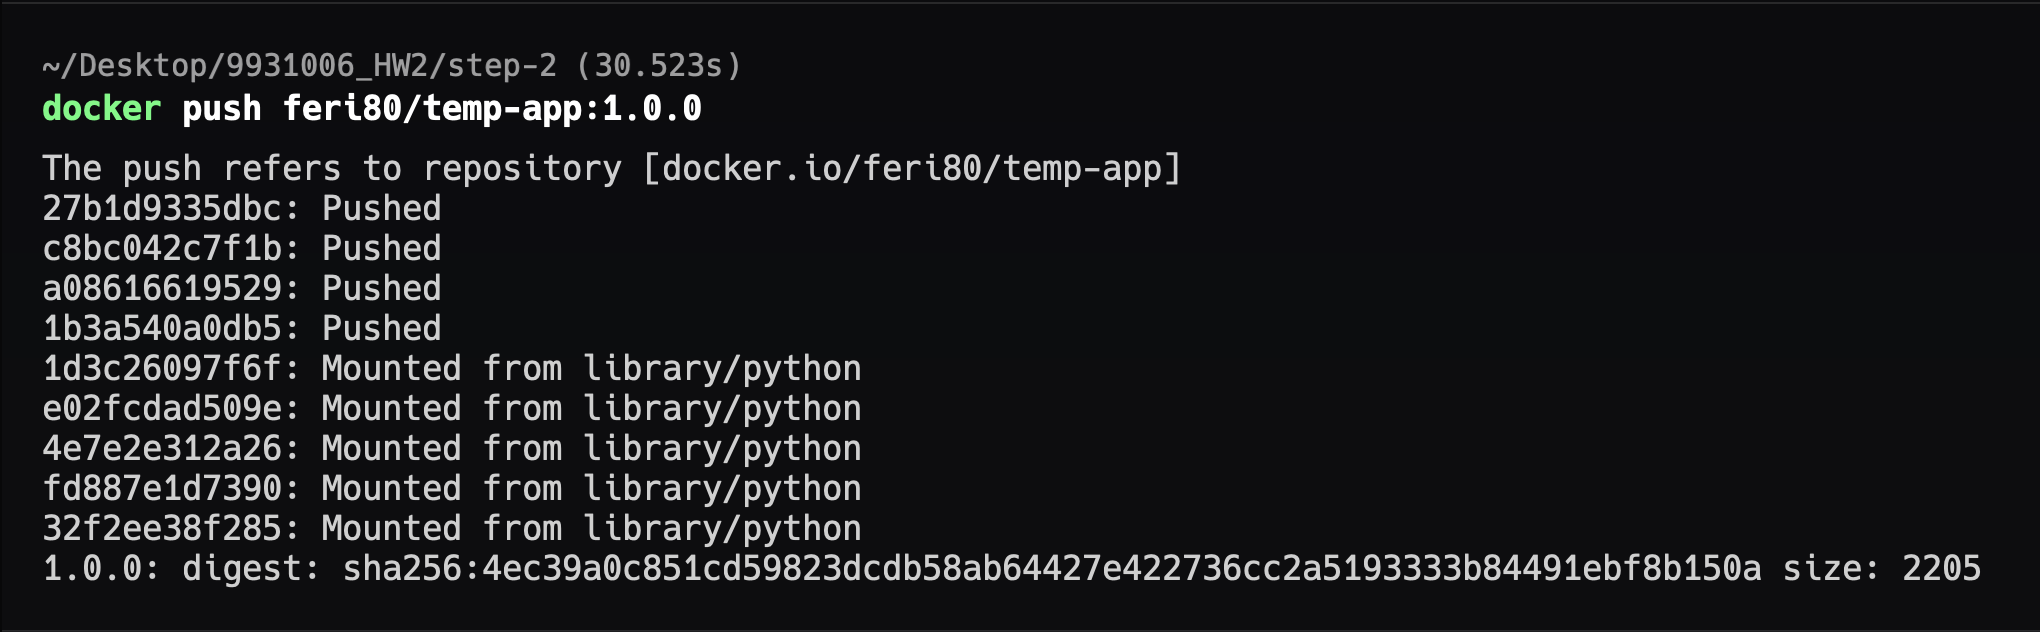 ~/Desktop/9931006_HW2/step-2 (30.523s)
docker push feri80/temp-app:1.0.0
The push refers to repository [docker.io/feri80/temp-app]
27b1d9335dbc: Pushed
c8bc042c7f1b: Pushed
a08616619529: Pushed
1b3a540a0db5: Pushed
1d3c26097f6f: Mounted from library/python
e02fcdad509e: Mounted from library/python
4e7e2e312a26: Mounted from library/python
fd887e1d7390: Mounted from library/python
32f2ee38f285: Mounted from library/python
1.0.0: digest: sha256:4ec39a0c851cd59823dcdb58ab64427e422736cc2a5193333b84491ebf8b150a size: 2205